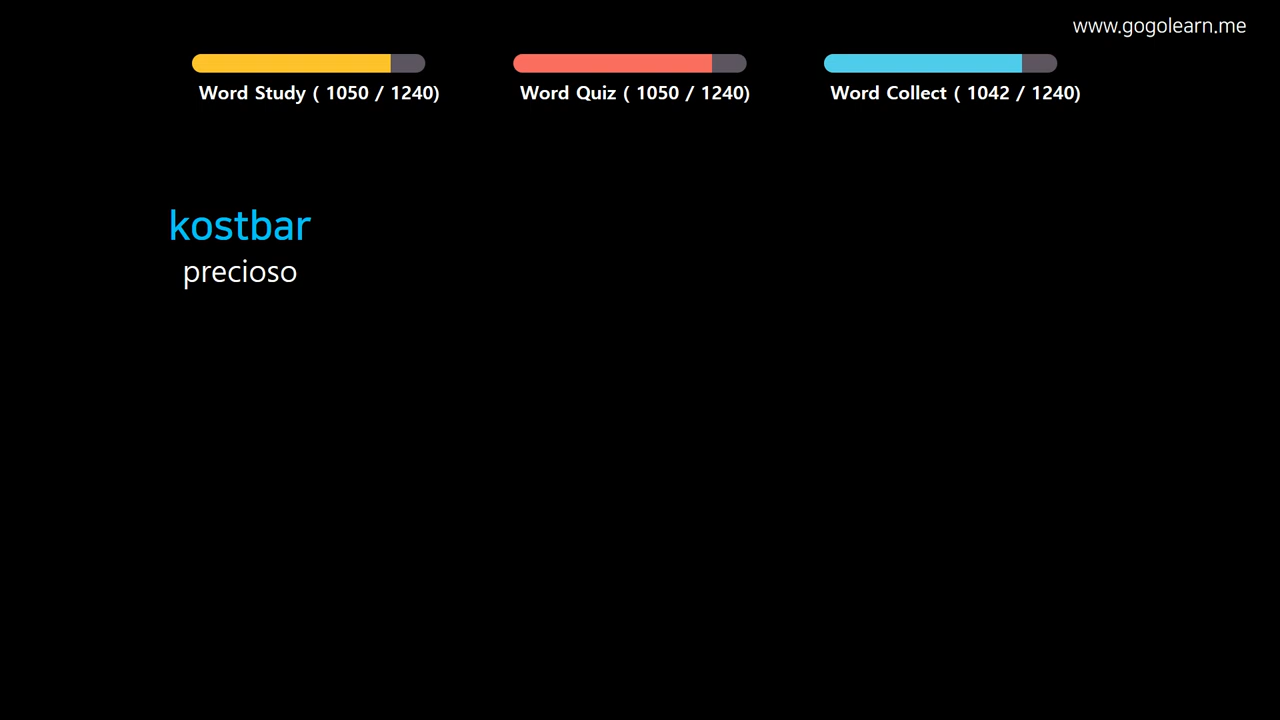 www.gogolearn.me
Word Study ( 1050 / 1240)
Word Quiz ( 1050 / 1240)
Word Collect ( 1042 / 1240)
kostbar
precioso